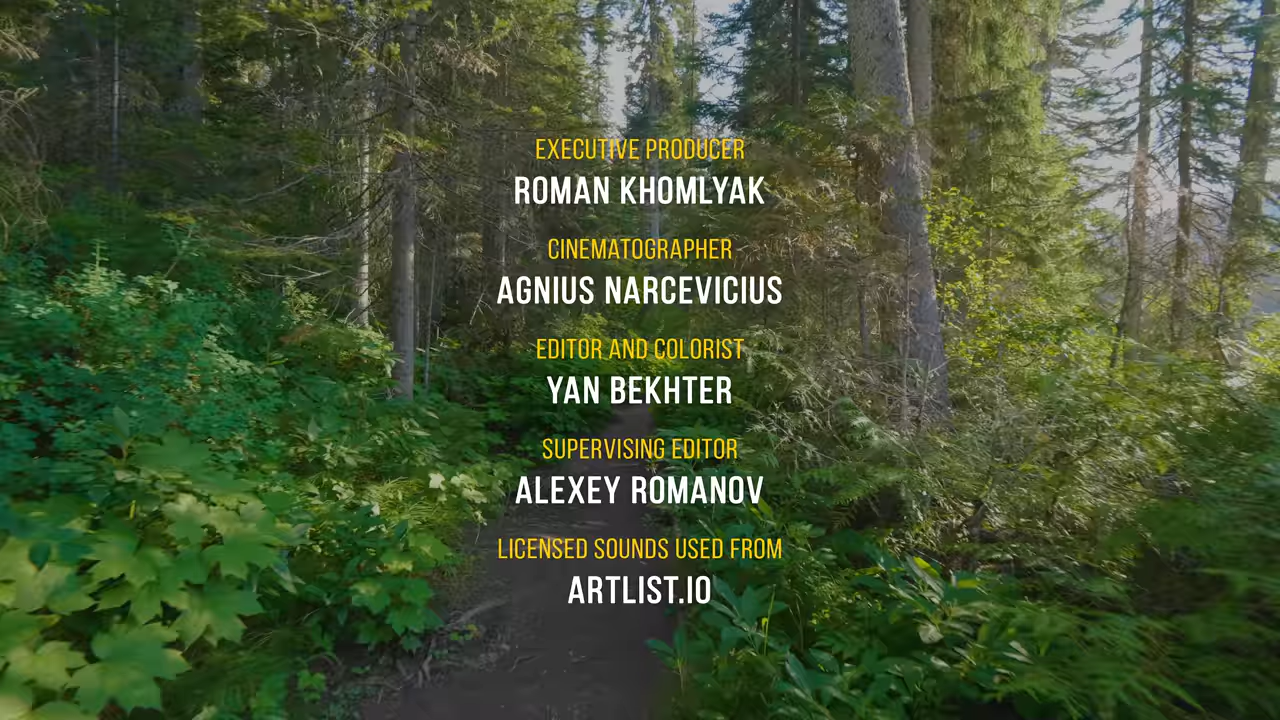 EXECUTIVE PRODUCER
ROMAN KHOMLYAK
CINEMATOGRAPHER
AGNIUS NARCEVICIUS
EDITOR AND COLORIST
YAN BEKHTER
SUPERVISING EDITOR
ALEXEY ROMANOV
LICENSED SOUNDS USED FROM
ARTLIST.IO